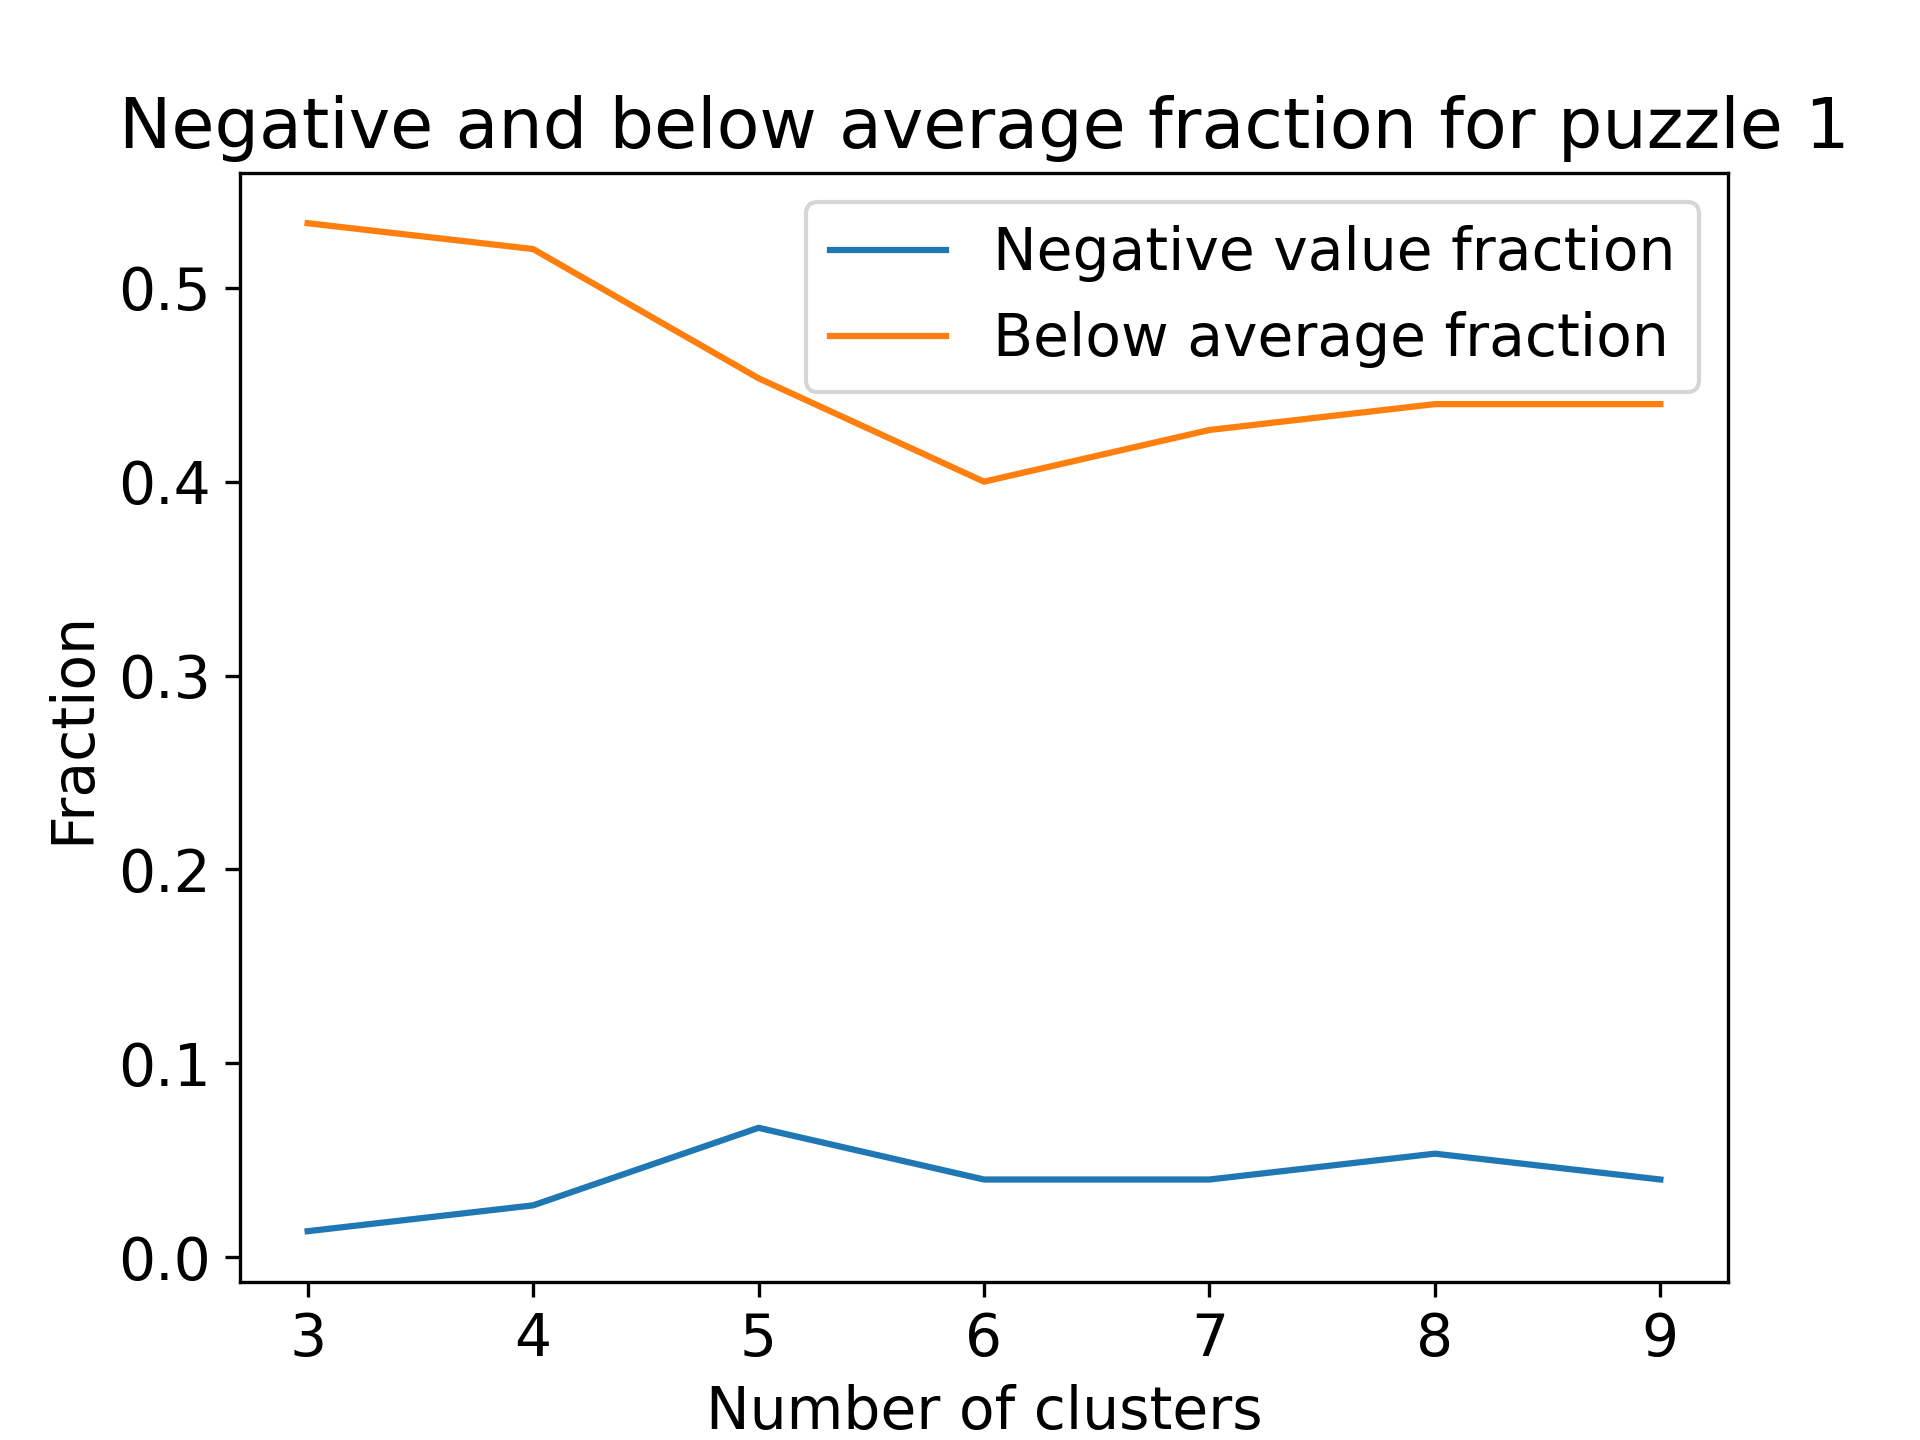 Negative and below average fraction for puzzle 1
Negative value fraction
Below average fraction
Fraction
0.5
0.4
0.3
0.2
0.1
0.0
3 4 5 6 7 8 9
Number of clusters